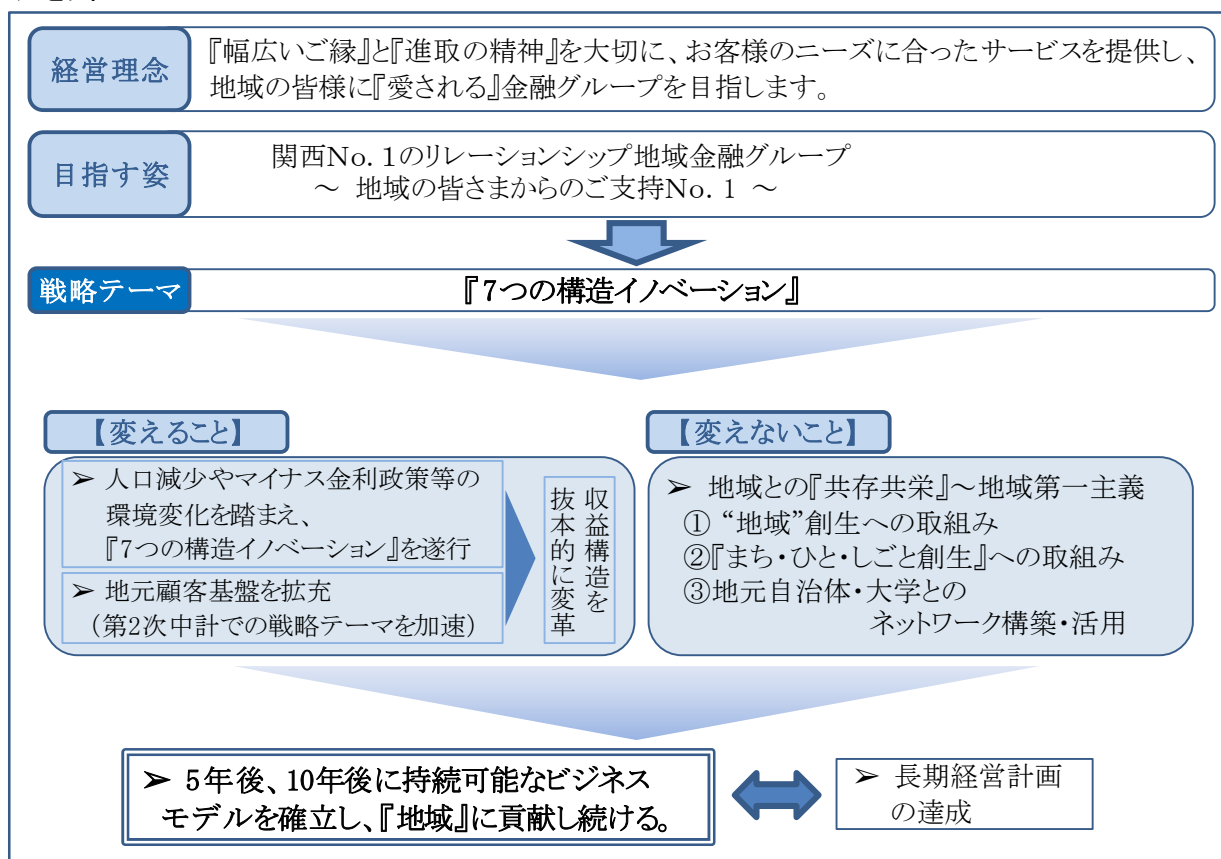 経営理念
『幅広いご縁』と『進取の精神』を大切に、お客様のニーズに合ったサービスを提供し、
地域の皆様に『愛される』金融グループを目指します。
目指す姿
関西No.1のリレーションシップ地域金融グループ
～ 地域の皆さまからのご支持No.1 ～
戦略テーマ
『7つの構造イノベーション』
【変えること】
➢ 人口減少やマイナス金利政策等の
環境変化を踏まえ、
『7つの構造イノベーション』を遂行
➢ 地元顧客基盤を拡充
（第2次中計での戦略テーマを加速）
収益構造を
抜本的に変革
【変えないこと】
➢ 地域との『共存共栄』～地域第一主義
① “地域”創生への取組み
②『まち・ひと・しごと創生』への取組み
③地元自治体・大学との
ネットワーク構築・活用
➢ 5年後、10年後に持続可能なビジネス
モデルを確立し、『地域』に貢献し続ける。
➢ 長期経営計画
の達成